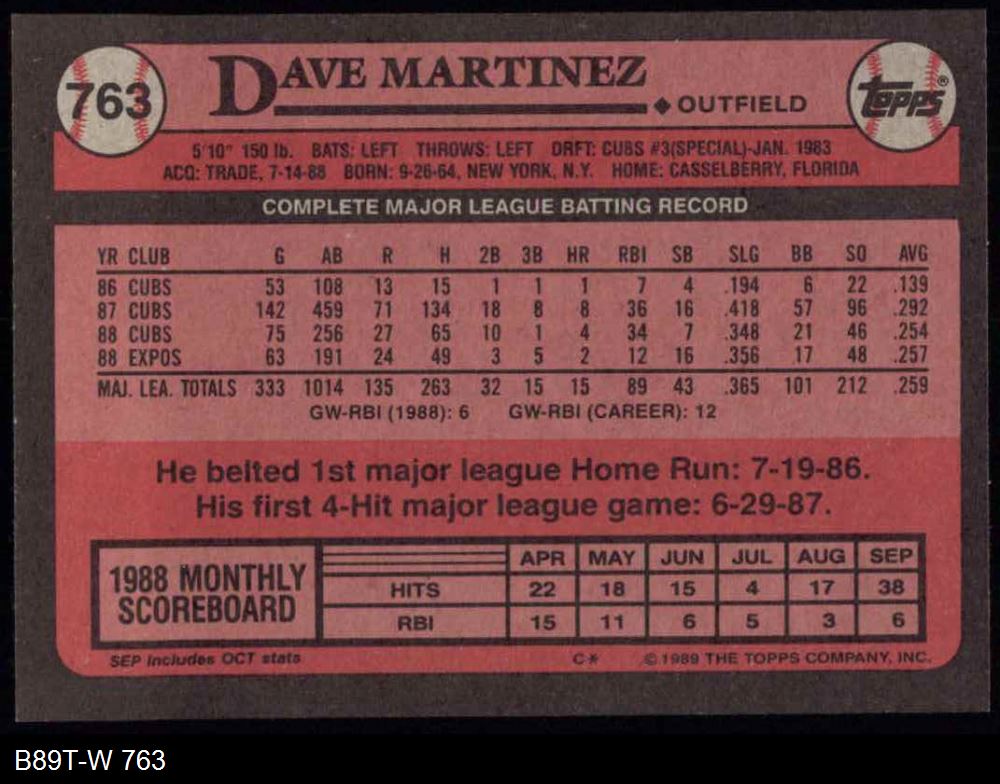 763
DAVE MARTINEZ
◆ OUTFIELD
Topps®
5'10" 150 lb. BATS: LEFT THROWS: LEFT DRFT: CUBS #3(SPECIAL)-JAN. 1983
ACQ: TRADE, 7-14-88 BORN: 9-26-64, NEW YORK, N.Y. HOME: CASSELBERRY, FLORIDA
COMPLETE MAJOR LEAGUE BATTING RECORD
YR CLUB G AB R H 2B 3B HR RBI SB SLG BB SO AVG
86 CUBS 53 108 13 15 1 1 1 7 4 .194 6 22 .139
87 CUBS 142 459 71 134 18 8 8 36 16 .418 57 96 .292
88 CUBS 75 256 27 65 10 1 4 34 7 .348 21 46 .254
88 EXPOS 63 191 24 49 3 5 2 12 16 .356 17 48 .257
MAJ. LEA. TOTALS 333 1014 135 263 32 15 15 89 43 .365 101 212 .259
GW-RBI (1988): 6 GW-RBI (CAREER): 12
He belted 1st major league Home Run: 7-19-86.
His first 4-Hit major league game: 6-29-87.
1988 MONTHLY
SCOREBOARD
APR MAY JUN JUL AUG SEP
HITS 22 18 15 4 17 38
RBI 15 11 6 5 3 6
SEP includes OCT stats C* © 1989 THE TOPPS COMPANY, INC.
B89T-W 763